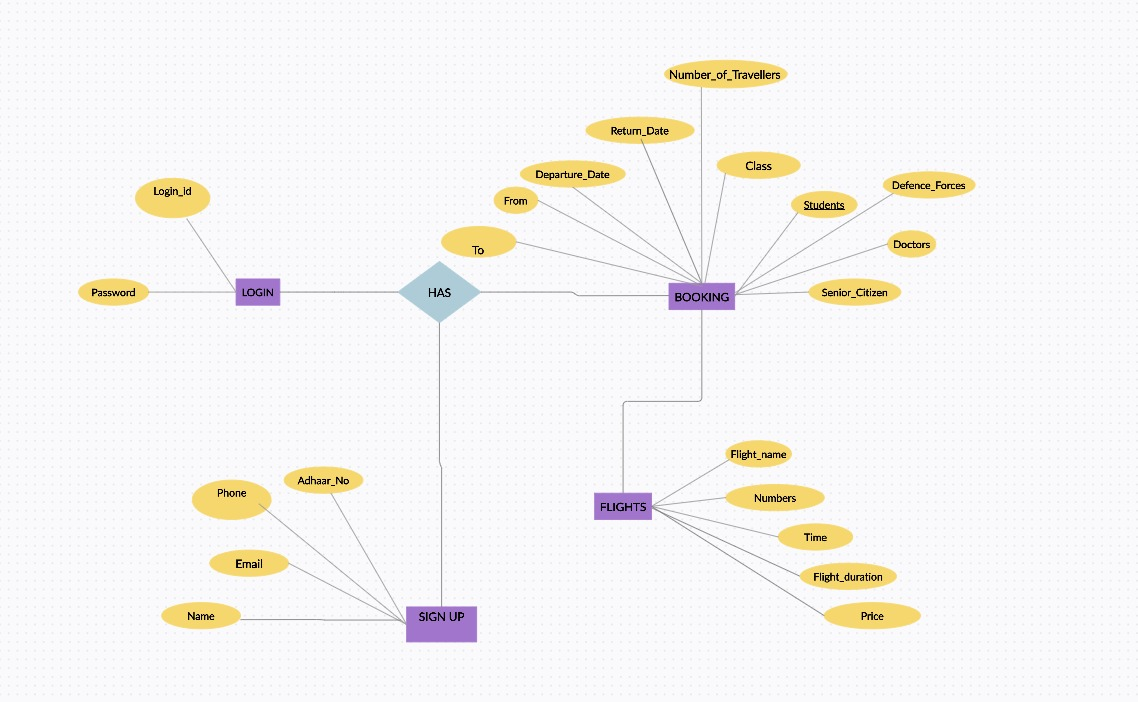 Number_of_Travellers
Return_Date
Class
Departure_Date
Defence_Forces
Login_id
From
Students
To
Doctors
Password
LOGIN
HAS
BOOKING
Senior_Citizen
Flight_name
Adhaar_No
Phone
Numbers
FLIGHTS
Time
Email
Flight_duration
Name
SIGN UP
Price